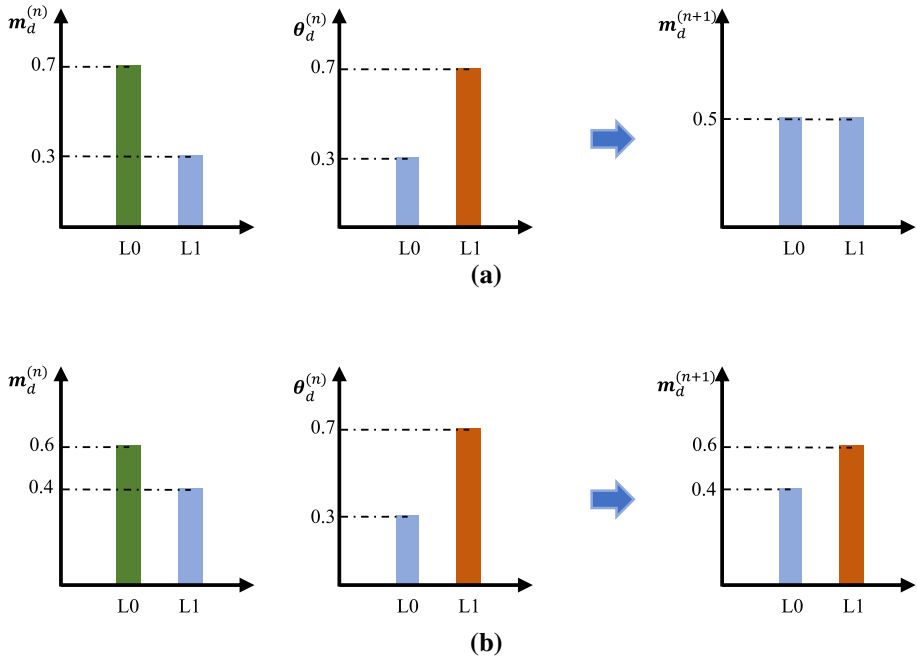 m_d^(n) θ_d^(n) m_d^(n+1)
0.7 0.7
0.5
0.3 0.3
L0 L1 L0 L1 L0 L1
(a)
m_d^(n) θ_d^(n) m_d^(n+1)
0.6 0.7 0.6
0.4 0.3 0.4
L0 L1 L0 L1 L0 L1
(b)